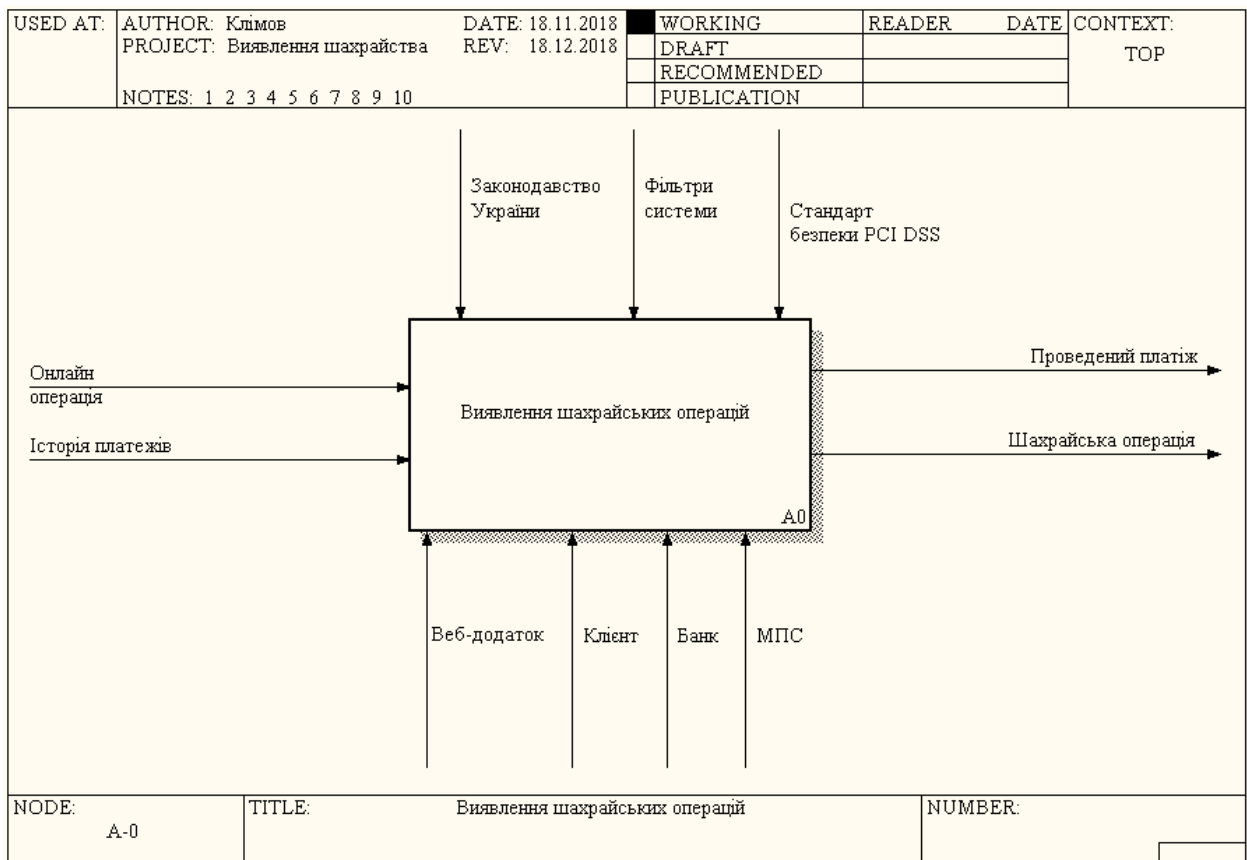 USED AT:
AUTHOR: Клімов
DATE: 18.11.2018
PROJECT: Виявлення шахрайства
REV: 18.12.2018
NOTES: 1 2 3 4 5 6 7 8 9 10
WORKING
DRAFT
RECOMMENDED
PUBLICATION
READER DATE
CONTEXT:
TOP
Законодавство
України
Фільтри
системи
Стандарт
безпеки PCI DSS
Онлайн
операція
Історія платежів
Виявлення шахрайських операцій
A0
Проведений платіж
Шахрайська операція
Веб-додаток
Клієнт
Банк
МПС
NODE:
A-0
TITLE:
Виявлення шахрайських операцій
NUMBER: